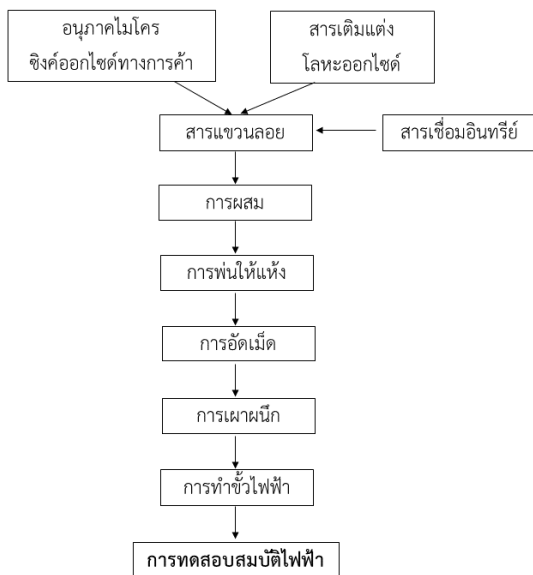 อนุภาคไมโคร
ซิงค์ออกไซด์ทางการค้า
สารเติมแต่ง
โลหะออกไซด์
สารแขวนลอย
สารเชื่อมอินทรีย์
การผสม
การพ่นให้แห้ง
การอัดเม็ด
การเผาผนึก
การทำขั้วไฟฟ้า
การทดสอบสมบัติไฟฟ้า